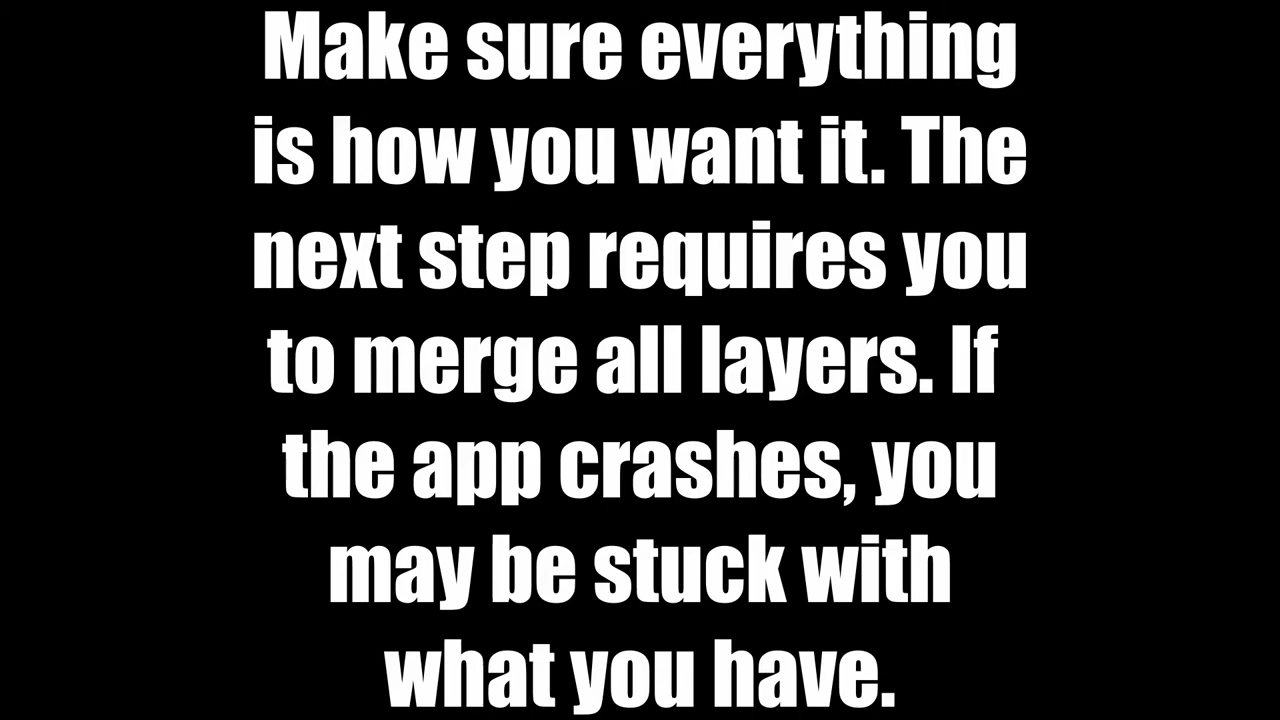 Make sure everything
is how you want it. The
next step requires you
to merge all layers. If
the app crashes, you
may be stuck with
what you have.